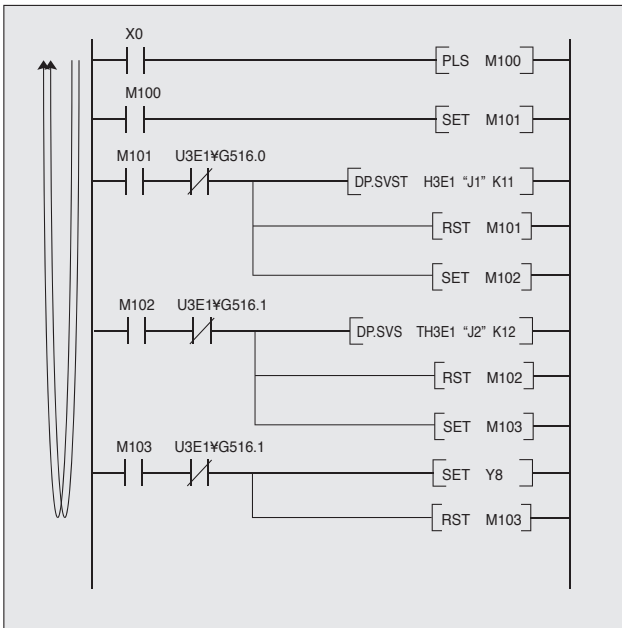 X0
PLS M100
M100
SET M101
M101 U3E1¥G516.0
DP.SVST H3E1 “J1” K11
RST M101
SET M102
M102 U3E1¥G516.1
DP.SVS TH3E1 “J2” K12
RST M102
SET M103
M103 U3E1¥G516.1
SET Y8
RST M103